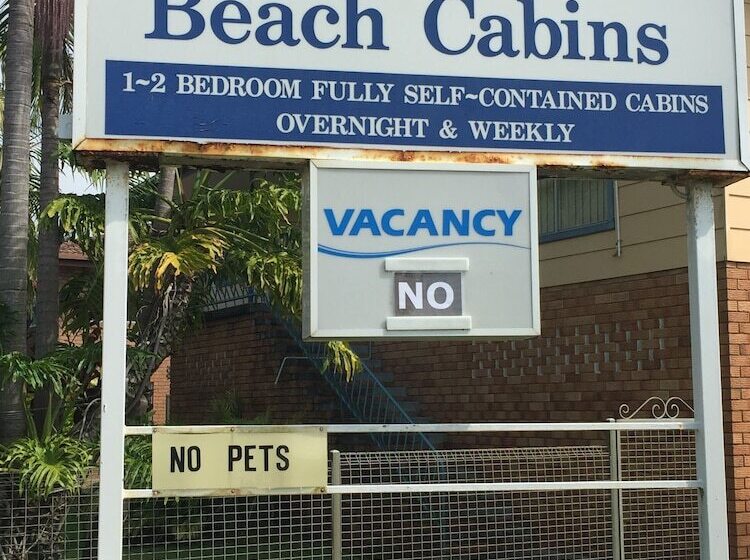 Beach Cabins
1~2 BEDROOM FULLY SELF~CONTAINED CABINS
OVERNIGHT & WEEKLY
VACANCY
NO
NO PETS